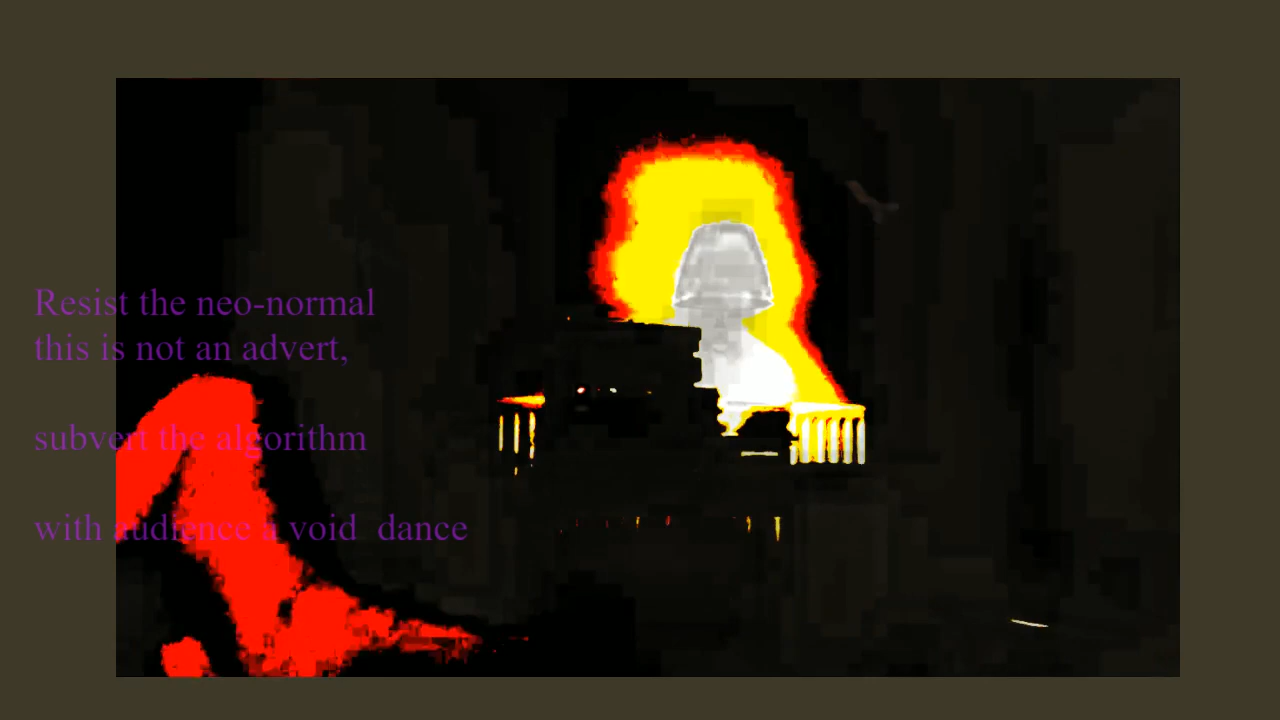 Resist the neo-normal
this is not an advert,
subvert the algorithm
with audience a void  dance